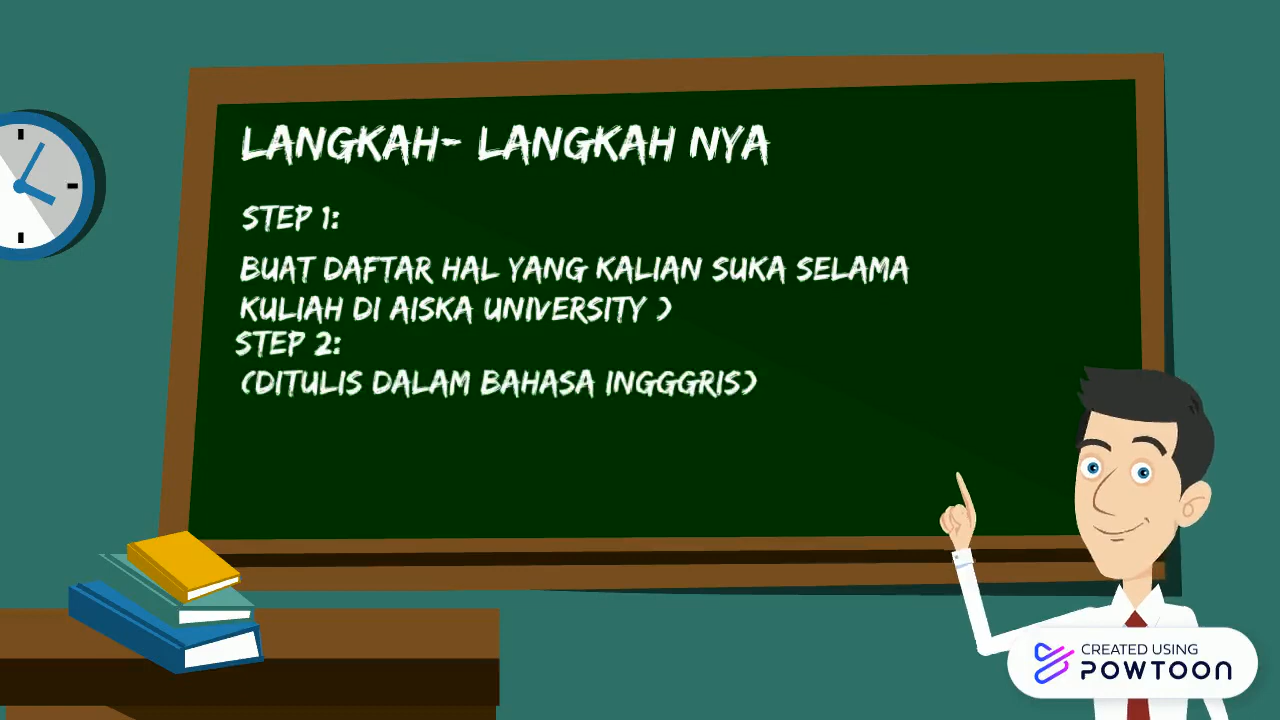 LANGKAH- LANGKAH NYA
STEP 1:
BUAT DAFTAR HAL YANG KALIAN SUKA SELAMA
KULIAH DI AISKA UNIVERSITY )
STEP 2:
(DITULIS DALAM BAHASA INGGGRIS)
CREATED USING
POWTOON